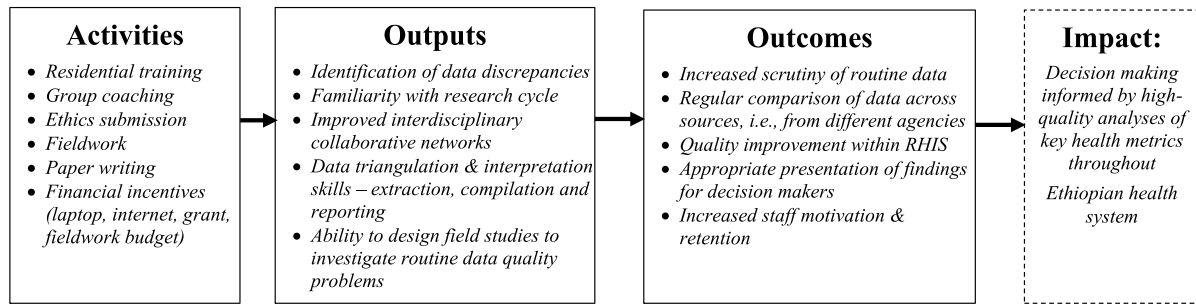 Activities
• Residential training
• Group coaching
• Ethics submission
• Fieldwork
• Paper writing
• Financial incentives
(laptop, internet, grant,
fieldwork budget)
Outputs
• Identification of data discrepancies
• Familiarity with research cycle
• Improved interdisciplinary
collaborative networks
• Data triangulation & interpretation
skills – extraction, compilation and
reporting
• Ability to design field studies to
investigate routine data quality
problems
Outcomes
• Increased scrutiny of routine data
• Regular comparison of data across
sources, i.e., from different agencies
• Quality improvement within RHIS
• Appropriate presentation of findings
for decision makers
• Increased staff motivation &
retention
Impact:
Decision making
informed by high-
quality analyses of
key health metrics
throughout
Ethiopian health
system